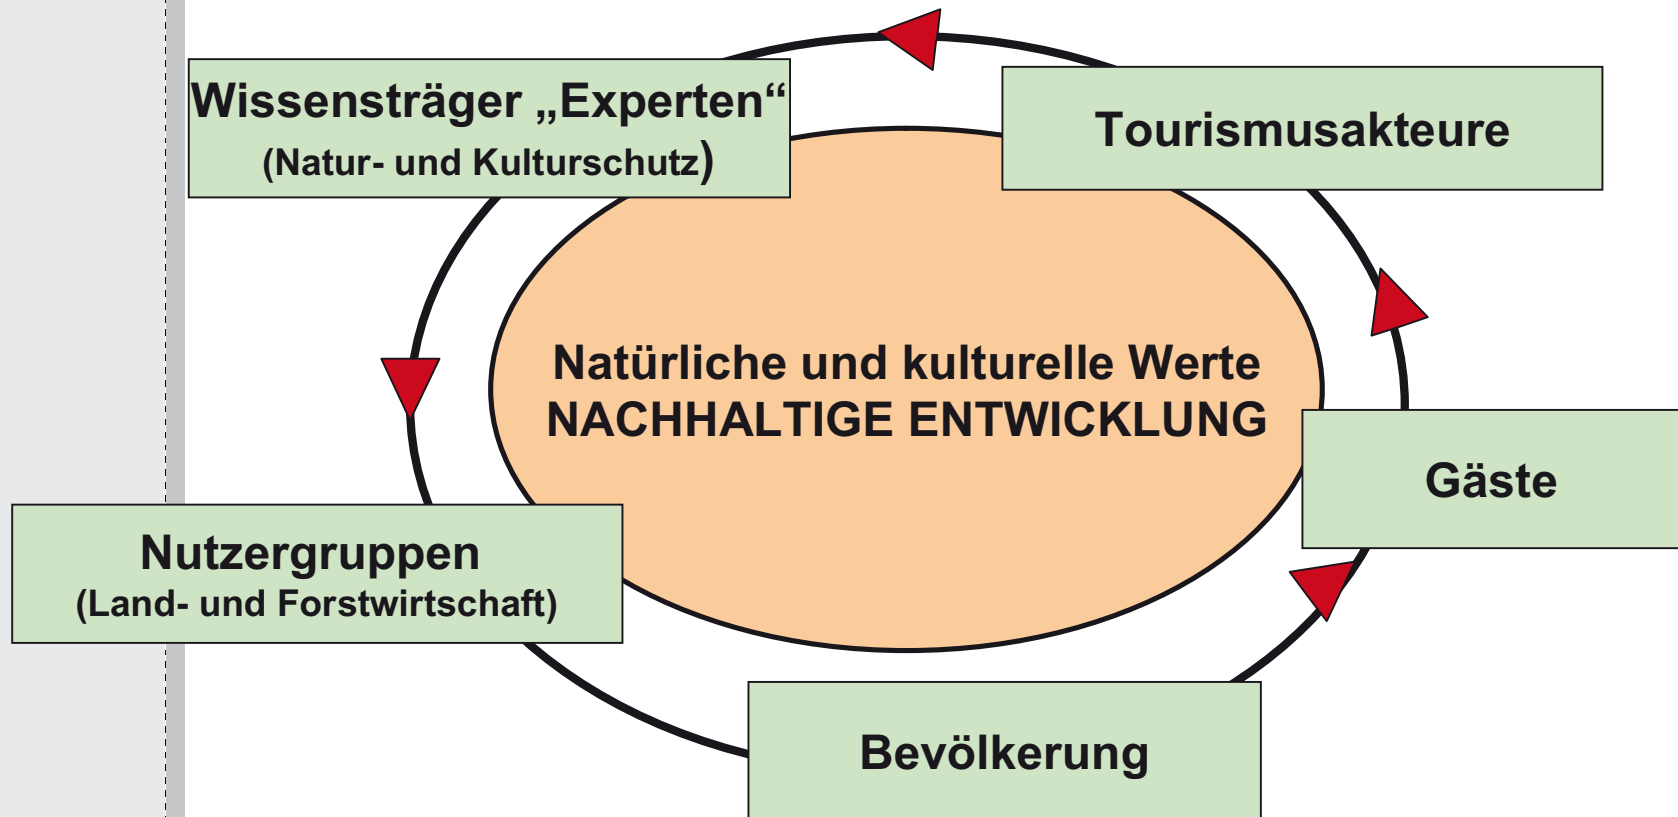 Wissensträger „Experten“
(Natur- und Kulturschutz)
Tourismusakteure
Natürliche und kulturelle Werte
NACHHALTIGE ENTWICKLUNG
Gäste
Nutzergruppen
(Land- und Forstwirtschaft)
Bevölkerung